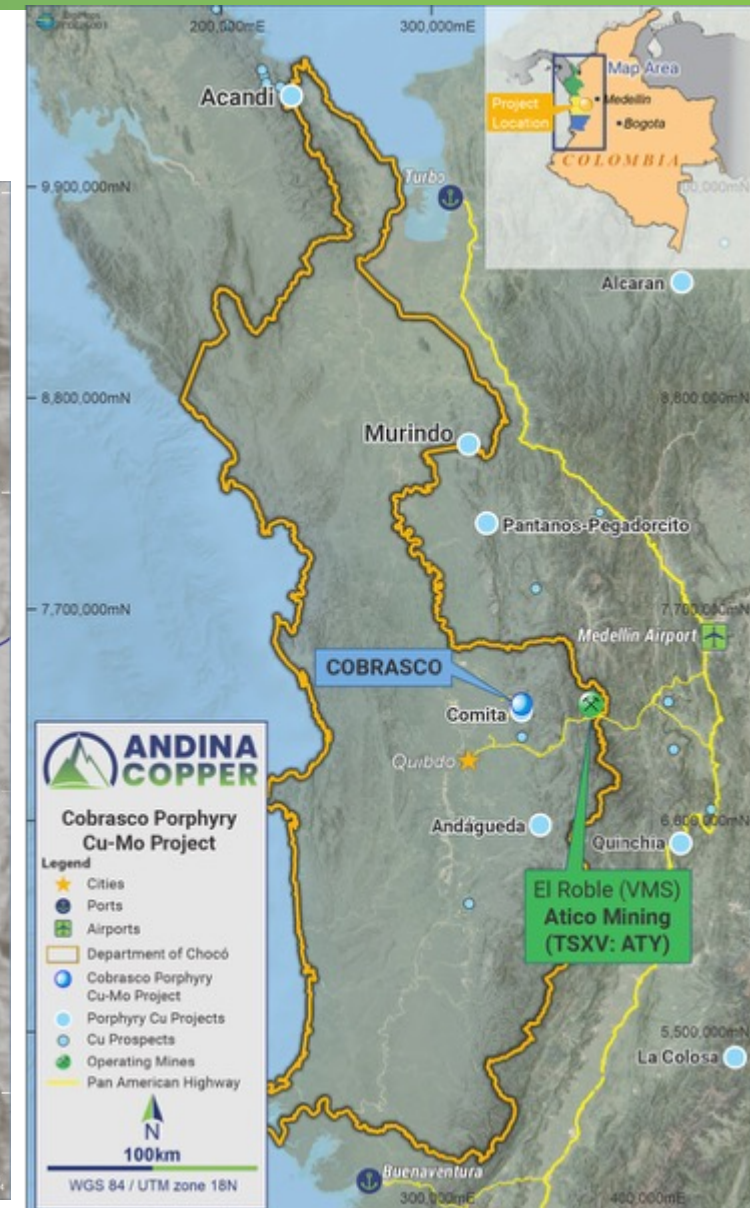 200,000mE
300,000mE
Map Area
Project
Location
Medellin
Bogota
COLOMBIA
Acandi
9,900,000mN
Turbo
Alcaran
8,800,000mN
8,800,000mN
Murindo
Pantanos-Pegadorcito
7,700,000mN
7,700,000mN
Medellin Airport
COBRASCO
Comita
Quibdo
Andágueda
6,600,000mN
Quinchia
El Roble (VMS)
Atico Mining
(TSXV: ATY)
5,500,000mN
La Colosa
ANDINA
COPPER
Cobrasco Porphyry
Cu-Mo Project
Legend
Cities
Ports
Airports
Department of Chocó
Cobrasco Porphyry
Cu-Mo Project
Porphyry Cu Projects
Cu Prospects
Operating Mines
Pan American Highway
N
100km
WGS 84 / UTM zone 18N
Buenaventura
300,000mE
400,000mE